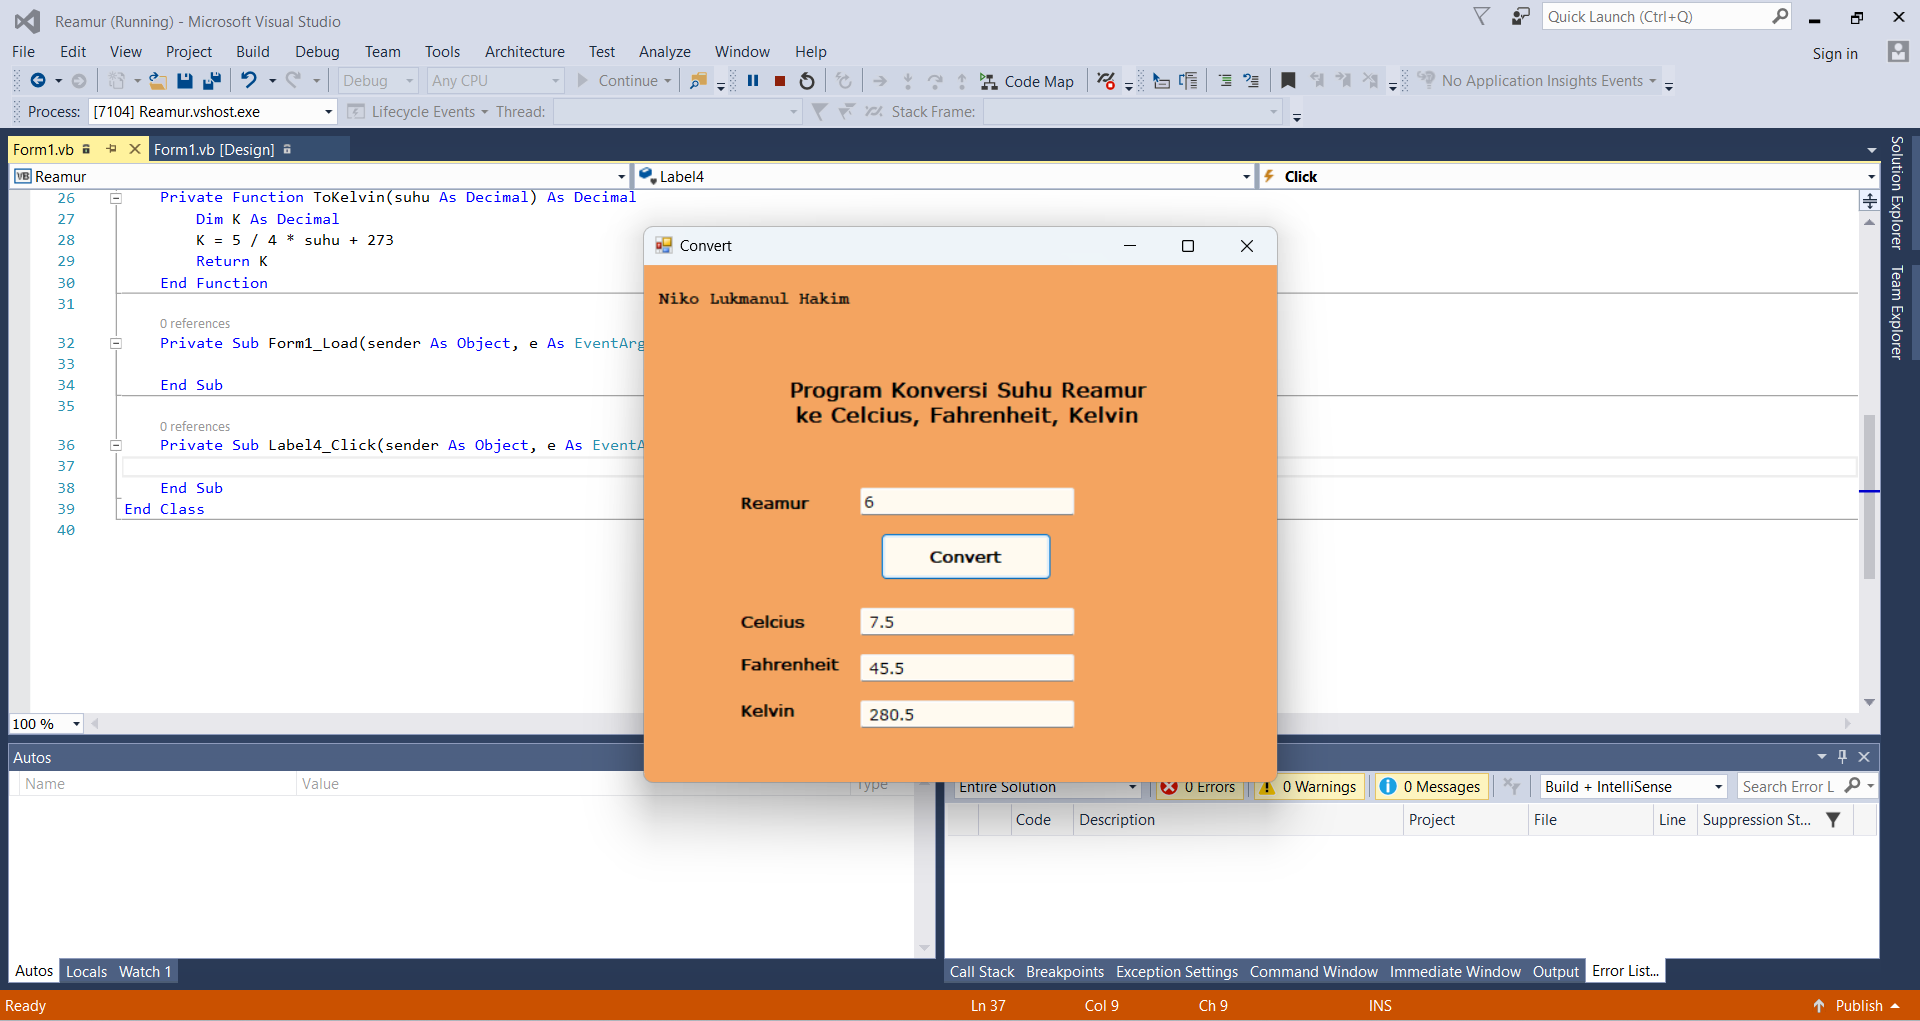 Reamur (Running) - Microsoft Visual Studio
Quick Launch (Ctrl+Q)
File Edit View Project Build Debug Team Tools Architecture Test Analyze Window Help
Sign in
Debug Any CPU Continue Code Map No Application Insights Events
Process: [7104] Reamur.vshost.exe Lifecycle Events Thread: Stack Frame:
Form1.vb Form1.vb [Design]
VB Reamur Label4 Click
Solution Explorer
Team Explorer
26 Private Function ToKelvin(suhu As Decimal) As Decimal
27 Dim K As Decimal
28 K = 5 / 4 * suhu + 273
29 Return K
30 End Function
31
0 references
32 Private Sub Form1_Load(sender As Object, e As EventArg
33
34 End Sub
35
0 references
36 Private Sub Label4_Click(sender As Object, e As EventA
37
38 End Sub
39 End Class
40
100 %
Convert
Niko Lukmanul Hakim
Program Konversi Suhu Reamur
ke Celcius, Fahrenheit, Kelvin
Reamur 6
Convert
Celcius 7.5
Fahrenheit 45.5
Kelvin 280.5
Autos
Name Value Type
Autos Locals Watch 1
Entire Solution 0 Errors 0 Warnings 0 Messages Build + IntelliSense Search Error L
Code Description Project File Line Suppression St...
Call Stack Breakpoints Exception Settings Command Window Immediate Window Output Error List...
Ready Ln 37 Col 9 Ch 9 INS Publish